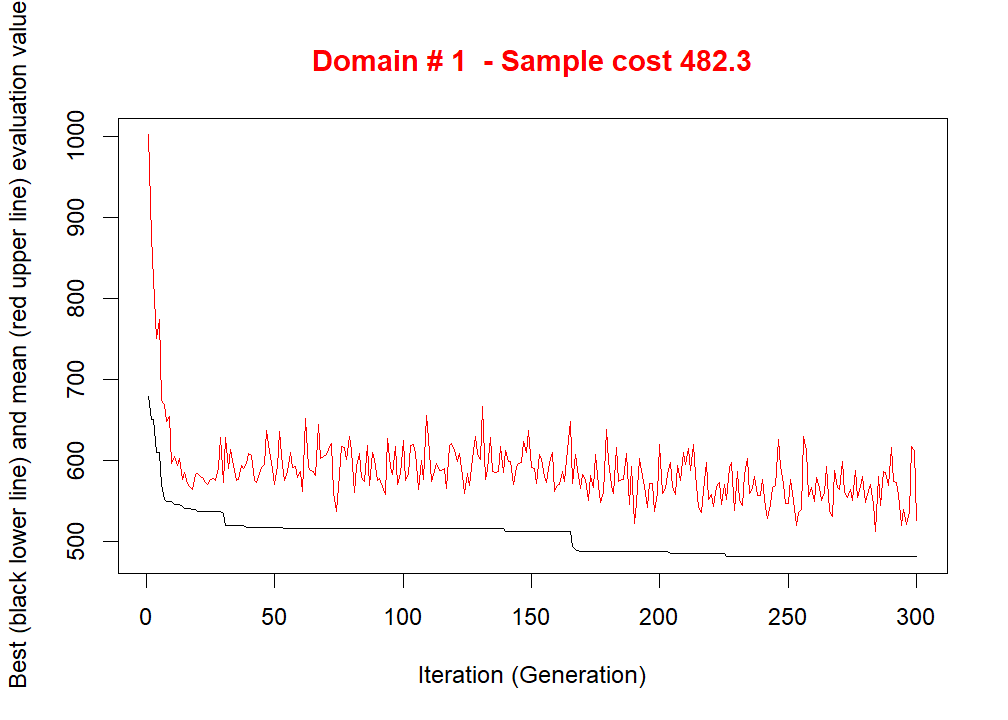 Domain # 1  - Sample cost 482.3
Best (black lower line) and mean (red upper line) evaluation value
1000
900
800
700
600
500
0 50 100 150 200 250 300
Iteration (Generation)